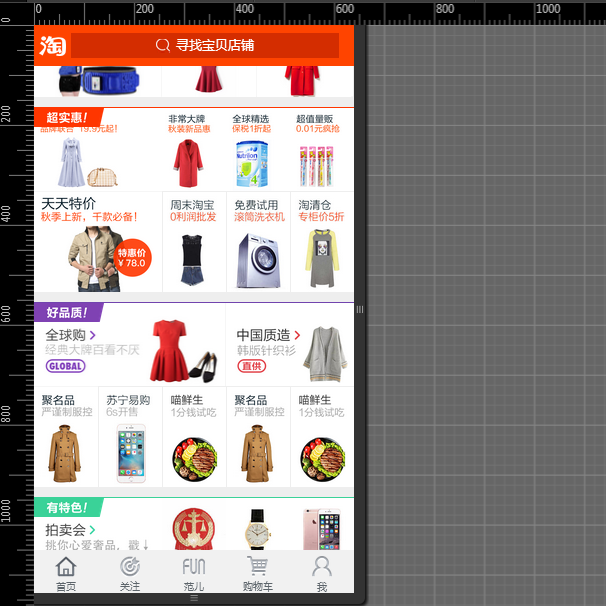 0 200 400 600 800 1000
0
200
400
600
800
1000
淘 寻找宝贝店铺
超实惠!
品牌联合 19.9元起!
非常大牌
秋装新品惠
全球精选
保税1折起
超值量贩
0.01元疯抢
天天特价
秋季上新,千款必备!
特惠价
¥ 78.0
周末淘宝
0利润批发
免费试用
滚筒洗衣机
淘清仓
专柜价5折
好品质!
全球购 >
经典大牌百看不厌
GLOBAL
中国质造 >
韩版针织衫
直供
聚名品
严谨制服控
苏宁易购
6s开售
喵鲜生
1分钱试吃
聚名品
严谨制服控
喵鲜生
1分钱试吃
有特色!
拍卖会 >
挑你心爱奢品,戳↓
首页
关注
FUN
范儿
购物车
我